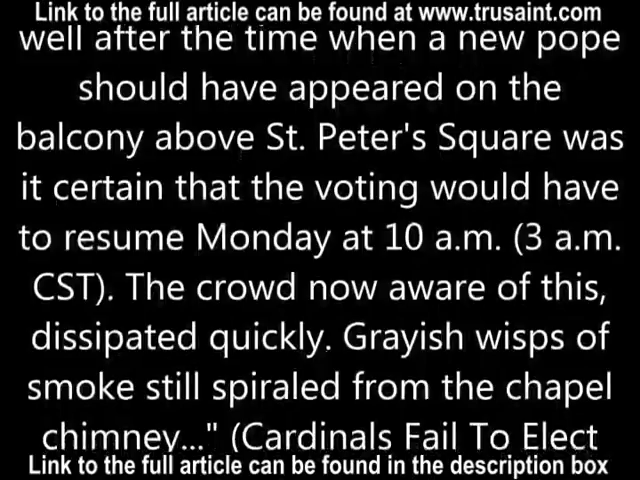 Link to the full article can be found at www.trusaint.com
well after the time when a new pope
should have appeared on the
balcony above St. Peter's Square was
it certain that the voting would have
to resume Monday at 10 a.m. (3 a.m.
CST). The crowd now aware of this,
dissipated quickly. Grayish wisps of
smoke still spiraled from the chapel
chimney..." (Cardinals Fail To Elect
Link to the full article can be found in the description box